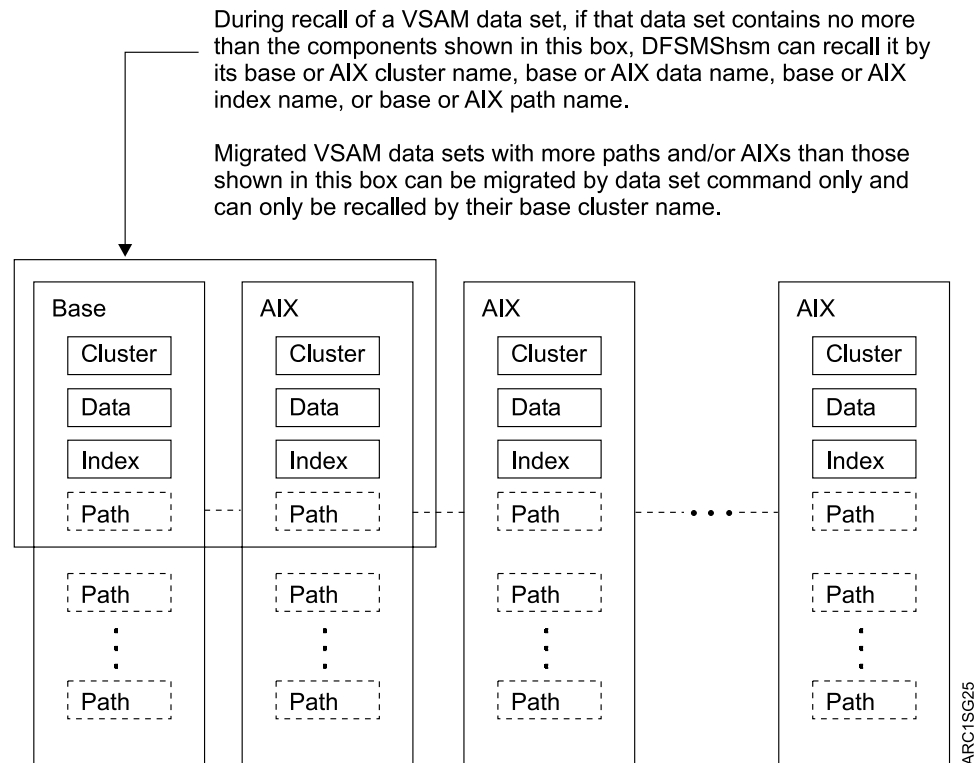 During recall of a VSAM data set, if that data set contains no more
than the components shown in this box, DFSMShsm can recall it by
its base or AIX cluster name, base or AIX data name, base or AIX
index name, or base or AIX path name.
Migrated VSAM data sets with more paths and/or AIXs than those
shown in this box can be migrated by data set command only and
can only be recalled by their base cluster name.
Base
Cluster
Data
Index
Path
Path
Path
AIX
Cluster
Data
Index
Path
Path
Path
AIX
Cluster
Data
Index
Path
Path
Path
AIX
Cluster
Data
Index
Path
Path
Path
ARC1SG25